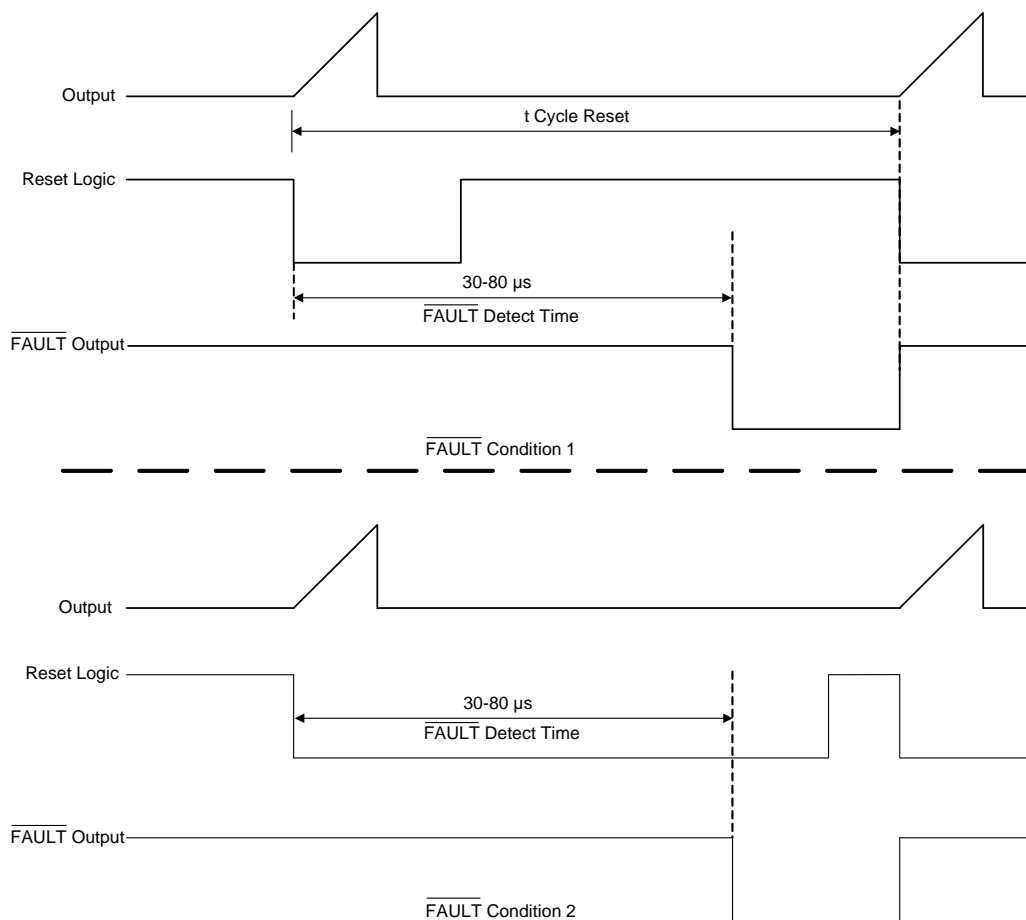 Output
t Cycle Reset
Reset Logic
30-80 µs
FAULT Detect Time
FAULT Output
FAULT Condition 1
Output
Reset Logic
30-80 µs
FAULT Detect Time
FAULT Output
FAULT Condition 2